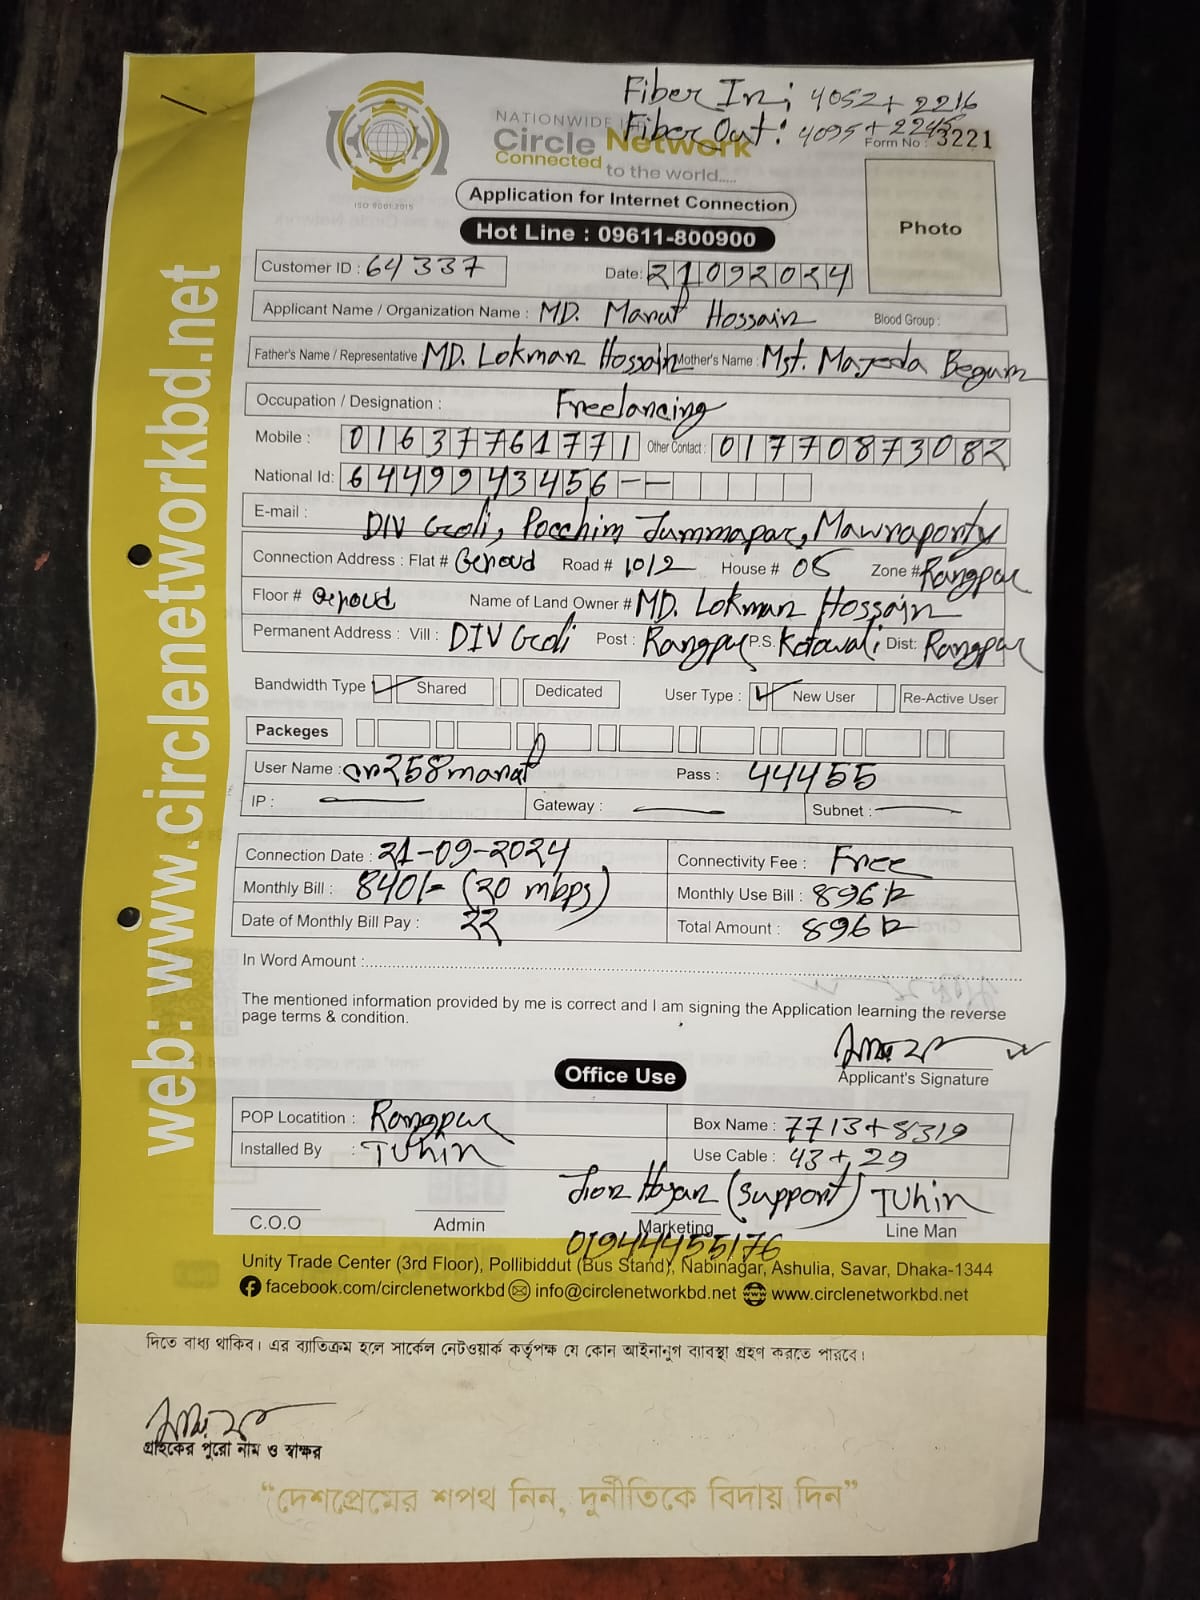 Fiber In; 4052+2216
Fiber Out: 4095+2245
NATIONWIDE
Circle Network
Connected to the world.....
ISO 9001:2015
Form No : 3221
Application for Internet Connection
Hot Line : 09611-800900
Photo
web: www.circlenetworkbd.net
Customer ID : 64337 Date: 21092024
Applicant Name / Organization Name : MD. Marat Hossain Blood Group :
Father's Name / Representative : MD. Lokman Hossain Mother's Name : Mst. Majeda Begum
Occupation / Designation : Freelancing
Mobile : 01637761771 Other Contact : 01770873082
National Id: 6449943456--
E-mail : DIV Goli, Pocchim Jummapar, Mawraponty
Connection Address : Flat # Road # 10/2 House # 05 Zone # Rangpur
Floor # Name of Land Owner # MD. Lokman Hossain
Permanent Address : Vill : DIV Goli Post : Rangpur P.S. Kotawali Dist: Rangpur
Bandwidth Type ✓ Shared Dedicated User Type : ✓ New User Re-Active User
Packeges
User Name : cn258marat Pass : 44455
IP : — Gateway : — Subnet : —
Connection Date : 21-09-2024 Connectivity Fee : Free
Monthly Bill : 840/- (20 mbps) Monthly Use Bill : 896
Date of Monthly Bill Pay : 22 Total Amount : 896
In Word Amount :
The mentioned information provided by me is correct and I am signing the Application learning the reverse
page terms & condition.
Applicant's Signature
Office Use
POP Locatition : Rangpur Box Name : 7713+8319
Installed By : Tuhin Use Cable : 43+29
(Support) Tuhin
C.O.O Admin Marketing Line Man
01944455176
Unity Trade Center (3rd Floor), Pollibiddut (Bus Stand), Nabinagar, Ashulia, Savar, Dhaka-1344
facebook.com/circlenetworkbd info@circlenetworkbd.net www.circlenetworkbd.net
দিতে বাধ্য থাকিব। এর ব্যাতিক্রম হলে সার্কেল নেটওয়ার্ক কর্তৃপক্ষ যে কোন আইনানুগ ব্যাবস্থা গ্রহণ করতে পারবে।
গ্রাহকের পুরো নাম ও স্বাক্ষর
“দেশপ্রেমের শপথ নিন, দুর্নীতিকে বিদায় দিন”